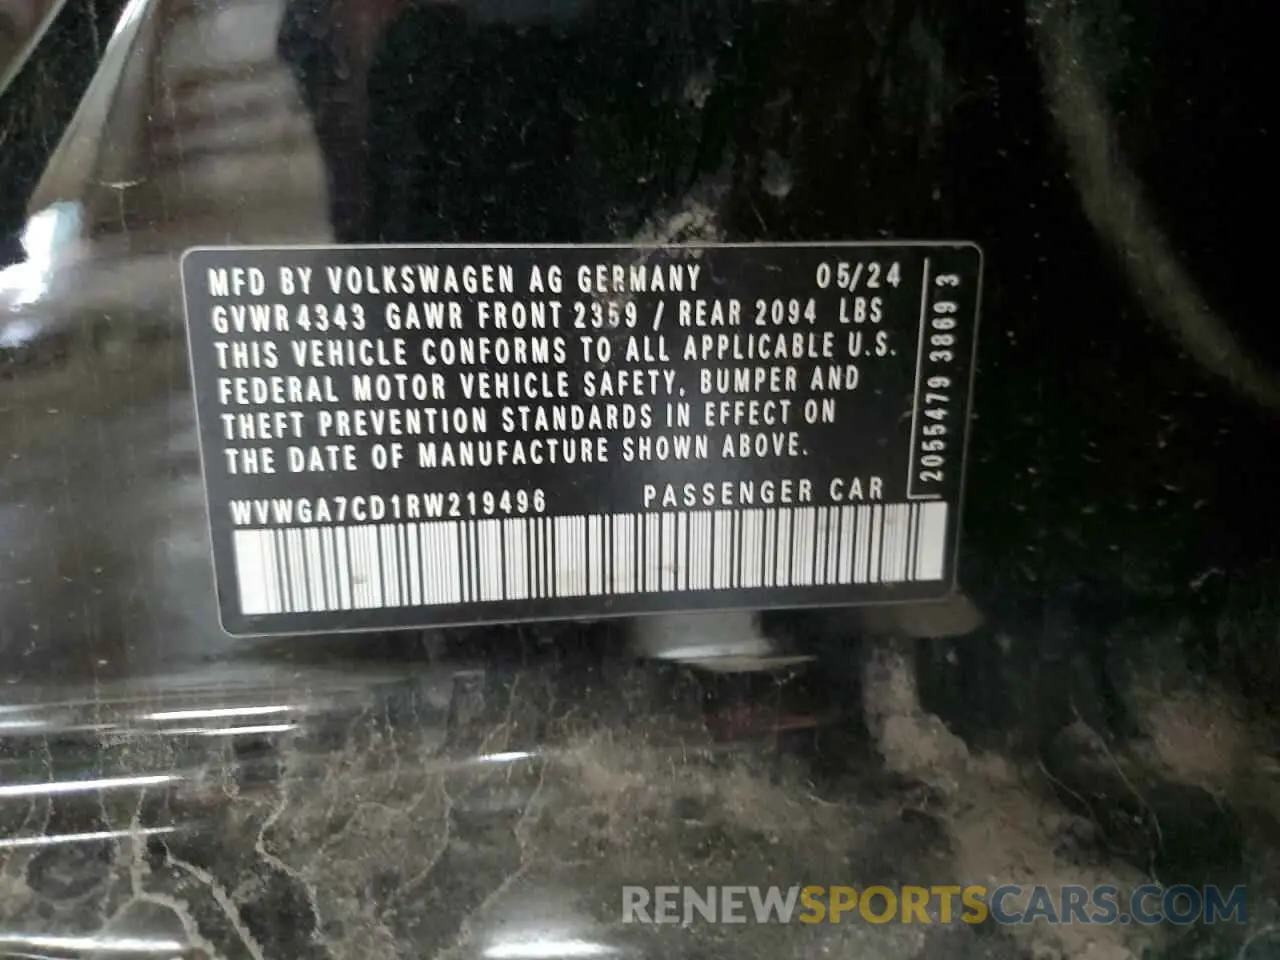 MFD BY VOLKSWAGEN AG GERMANY 05/24
GVWR 4343 GAWR FRONT 2359 / REAR 2094 LBS
THIS VEHICLE CONFORMS TO ALL APPLICABLE U.S.
FEDERAL MOTOR VEHICLE SAFETY, BUMPER AND
THEFT PREVENTION STANDARDS IN EFFECT ON
THE DATE OF MANUFACTURE SHOWN ABOVE.
WVWGA7CD1RW219496 PASSENGER CAR
2055479 3869 3
RENEWSPORTSCARS.COM